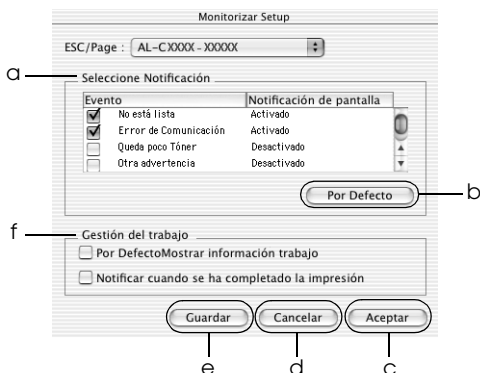 Monitorizar Setup
ESC/Page : AL-CXXXX - XXXXX
a
Seleccione Notificación
Evento Notificación de pantalla
No está lista Activado
Error de Comunicación Activado
Queda poco Tóner Desactivado
Otra advertencia Desactivado
Por Defecto b
f
Gestión del trabajo
Por DefectoMostrar información trabajo
Notificar cuando se ha completado la impresión
Guardar Cancelar Aceptar
e d c